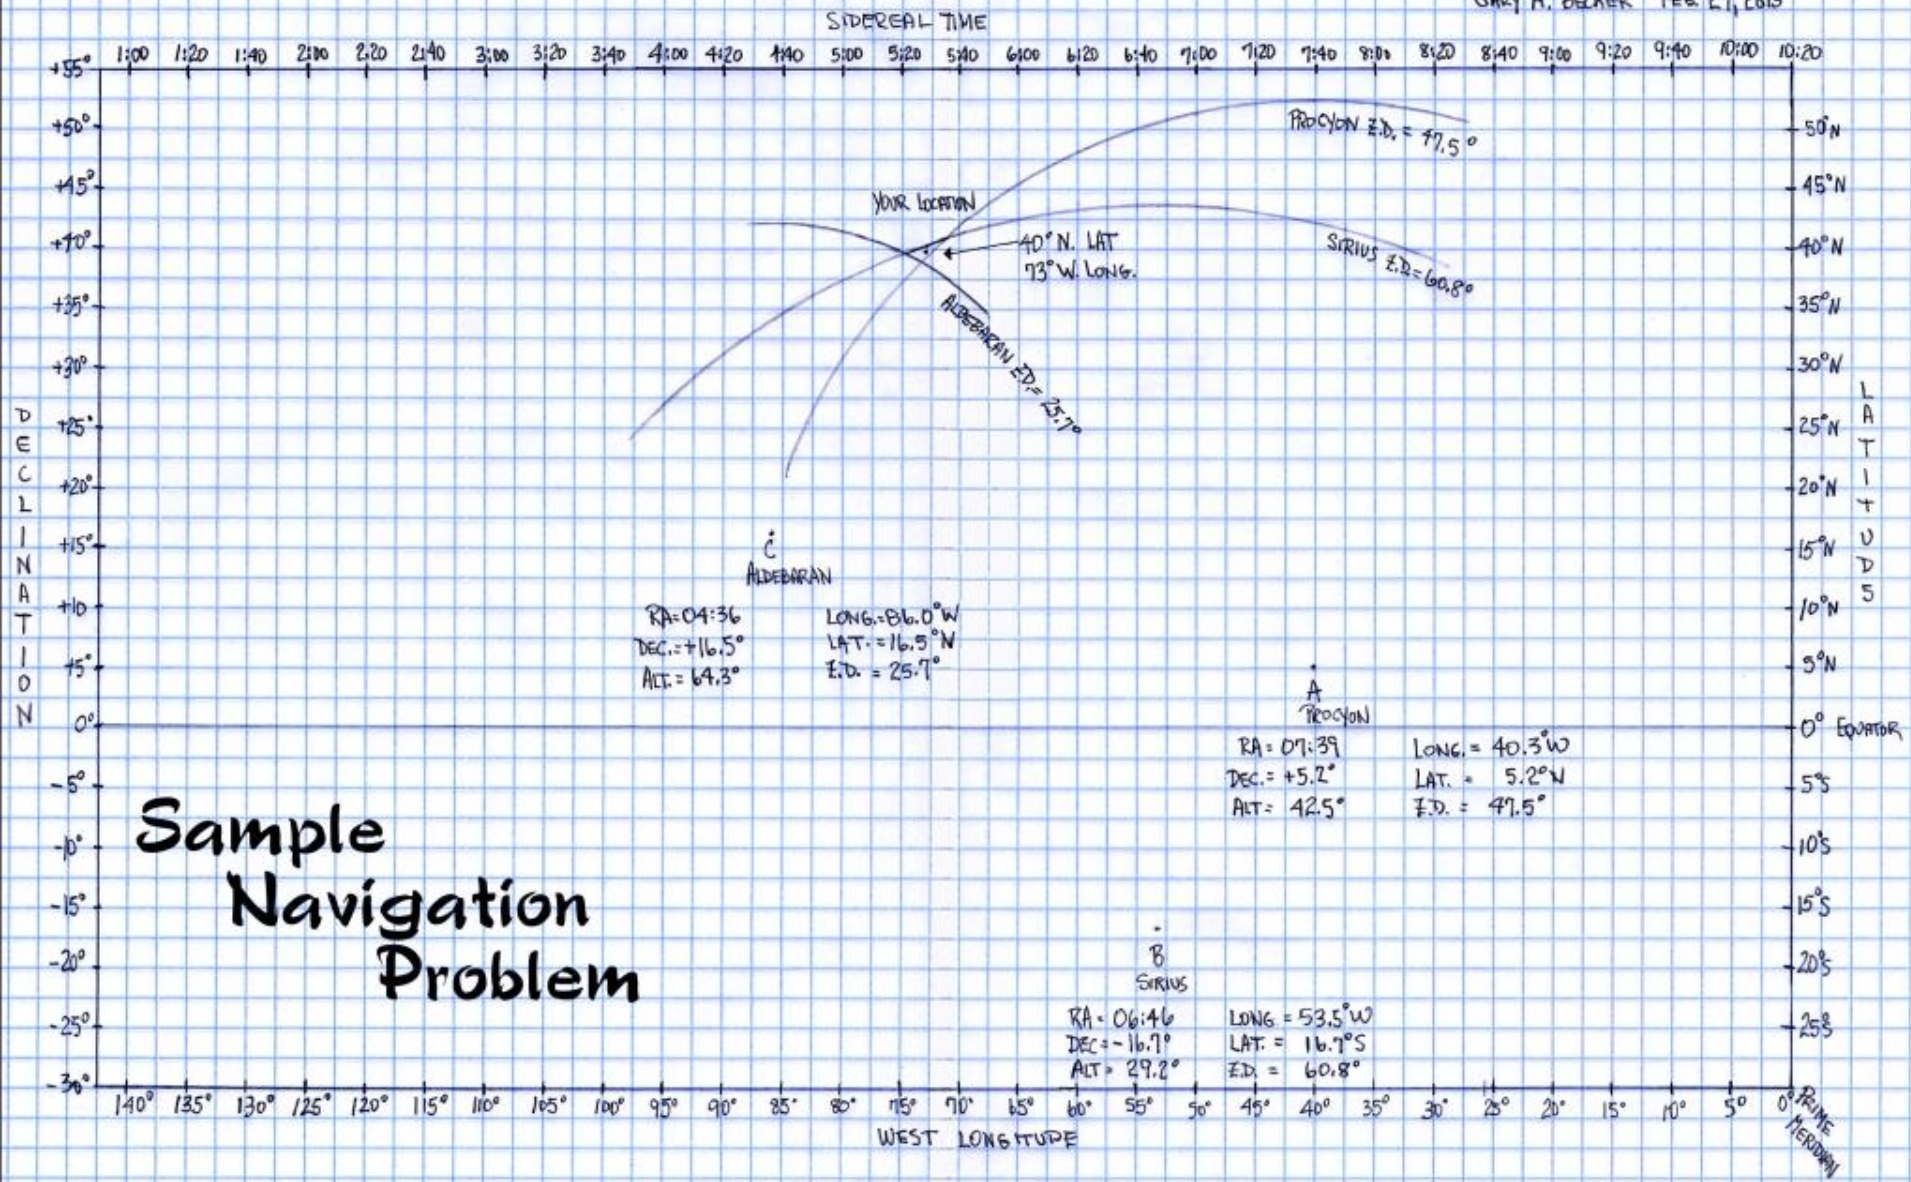 GARY A. BECKER FEB 27, 2013
SIDEREAL TIME
1:00 1:20 1:40 2:00 2:20 2:40 3:00 3:20 3:40 4:00 4:20 4:40 5:00 5:20 5:40 6:00 6:20 6:40 7:00 7:20 7:40 8:00 8:20 8:40 9:00 9:20 9:40 10:00 10:20
+55°
+50°
+45°
+40°
+35°
+30°
+25°
+20°
+15°
+10
+5°
0°
-5°
-10°
-15°
-20°
-25°
-30°
DECLINATION
PROCYON Z.D. = 47.5°
YOUR LOCATION
40° N. LAT
73° W. LONG.
SIRIUS Z.D. = 60.8°
ALDEBARAN Z.D. = 25.7°
50°N
45°N
40°N
35°N
30°N
25°N
20°N
15°N
10°N
5°N
0° EQUATOR
5°S
10°S
15°S
20°S
25°S
LATITUDS
C
ALDEBARAN
RA=04:36 LONG.=86.0°W
DEC.=+16.5° LAT.=16.5°N
ALT.=64.3° Z.D. = 25.7°
A
PROCYON
RA= 07:39 LONG. = 40.3°W
DEC.= +5.2° LAT. = 5.2°N
ALT= 42.5° Z.D. = 47.5°
Sample
Navigation
Problem
B
SIRIUS
RA= 06:46 LONG = 53.5°W
DEC=-16.7° LAT. = 16.7°S
ALT= 29.2° Z.D. = 60.8°
140° 135° 130° 125° 120° 115° 110° 105° 100° 95° 90° 85° 80° 75° 70° 65° 60° 55° 50° 45° 40° 35° 30° 25° 20° 15° 10° 5° 0° PRIME
MERIDIAN
WEST LONGITUDE